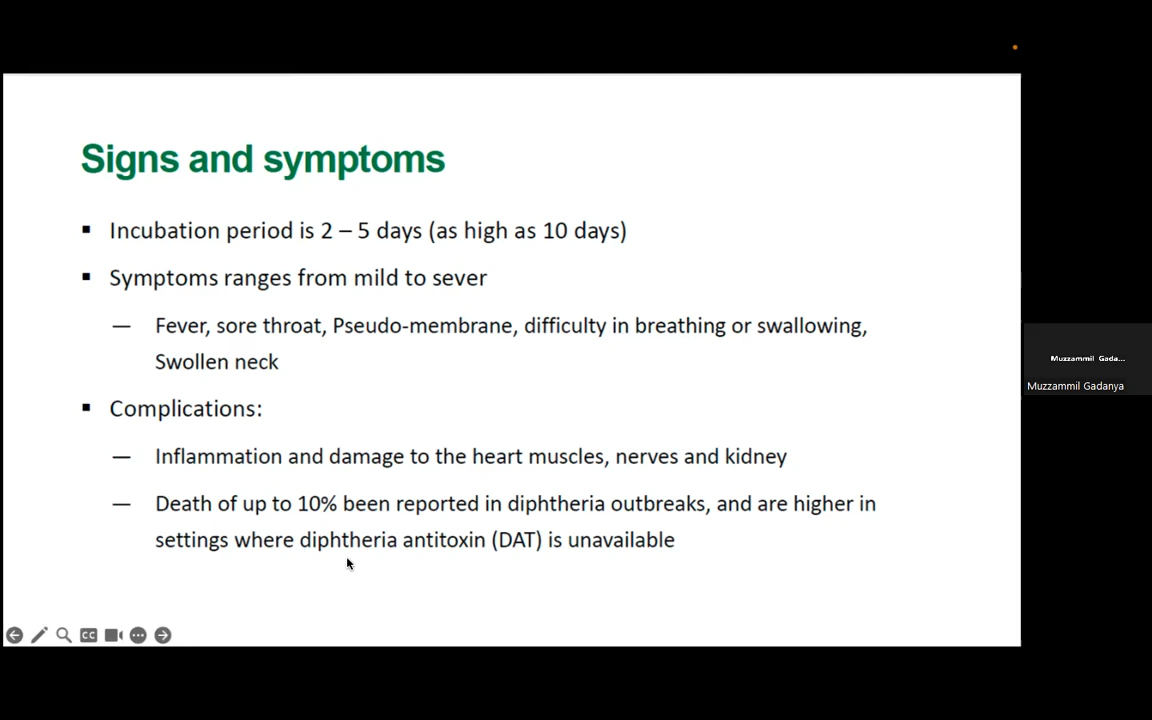 Signs and symptoms
▪ Incubation period is 2 – 5 days (as high as 10 days)
▪ Symptoms ranges from mild to sever
— Fever, sore throat, Pseudo-membrane, difficulty in breathing or swallowing,
Swollen neck
▪ Complications:
— Inflammation and damage to the heart muscles, nerves and kidney
— Death of up to 10% been reported in diphtheria outbreaks, and are higher in
settings where diphtheria antitoxin (DAT) is unavailable
CC
Muzzammil Gada...
Muzzammil Gadanya